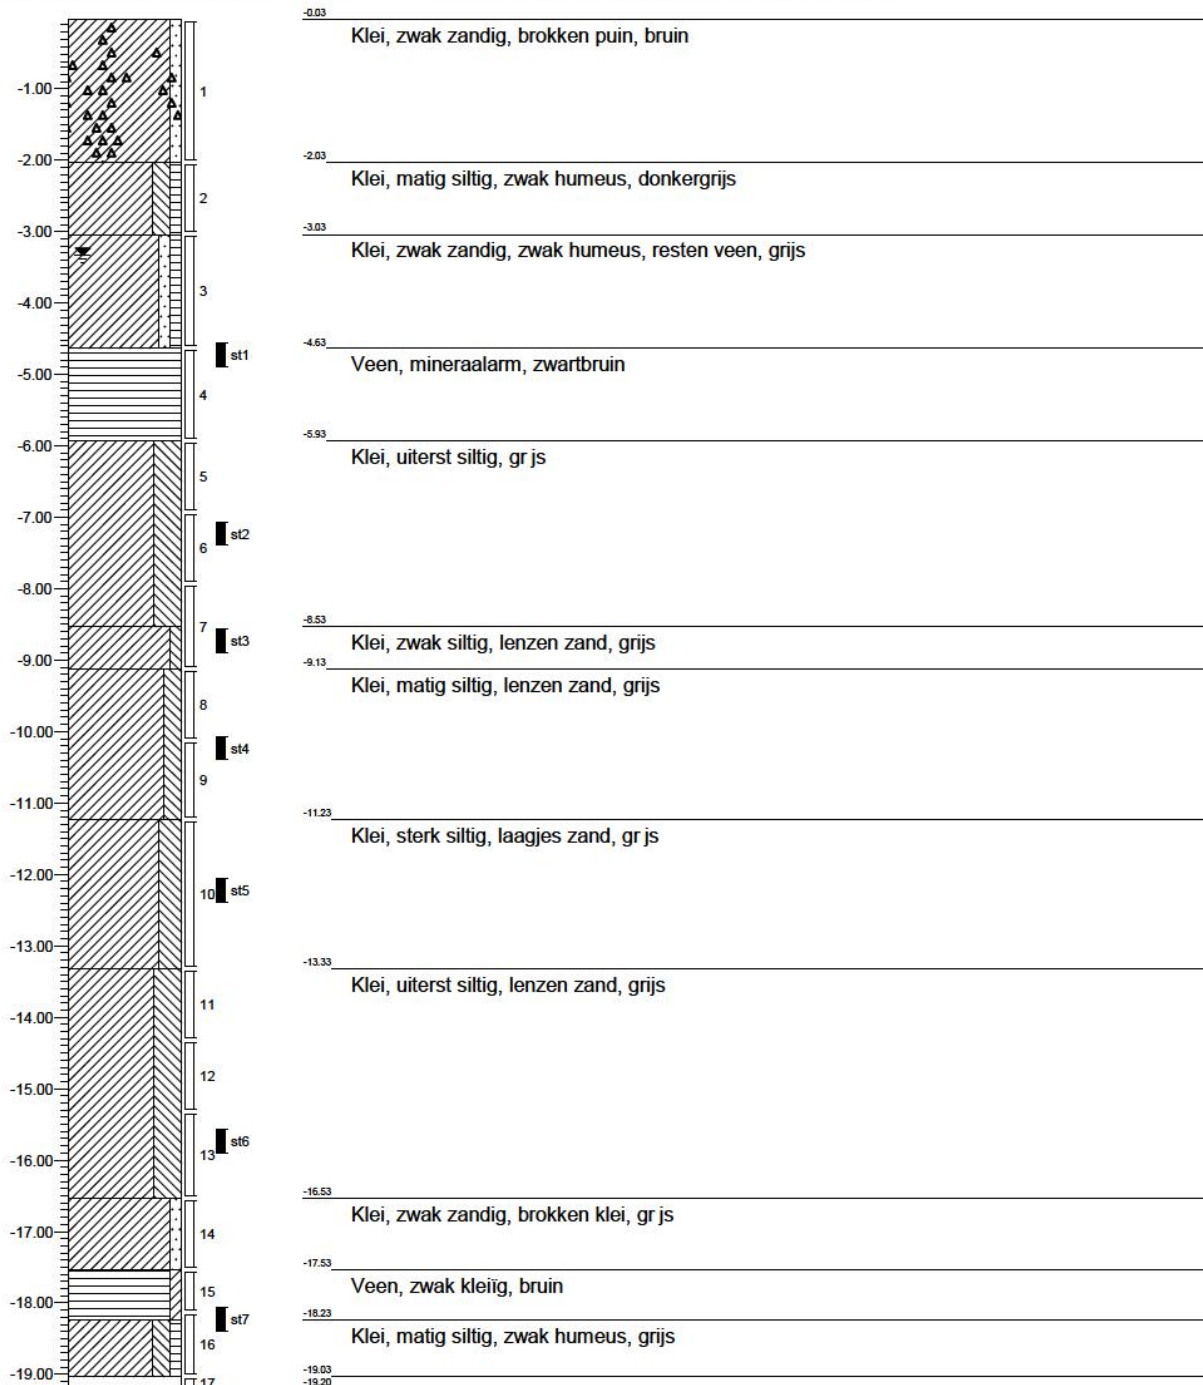 -0.03
Klei, zwak zandig, brokken puin, bruin
-1.00
1
-2.00
-2.03
Klei, matig siltig, zwak humeus, donkergrijs
2
-3.00
-3.03
Klei, zwak zandig, zwak humeus, resten veen, grijs
3
-4.00
-4.63
st1
Veen, mineraalarm, zwartbruin
-5.00
4
-5.93
-6.00
Klei, uiterst siltig, gr js
5
-7.00
st2
6
-8.00
-8.53
7
st3
Klei, zwak siltig, lenzen zand, grijs
-9.00
-9.13
Klei, matig siltig, lenzen zand, grijs
8
-10.00
st4
9
-11.00
-11.23
Klei, sterk siltig, laagjes zand, gr js
-12.00
10
st5
-13.00
-13.33
Klei, uiterst siltig, lenzen zand, grijs
11
-14.00
12
-15.00
st6
13
-16.00
-16.53
Klei, zwak zandig, brokken klei, gr js
-17.00
14
-17.53
Veen, zwak kleiïg, bruin
15
-18.00
-18.23
st7
Klei, matig siltig, zwak humeus, grijs
16
-19.00
-19.03
17
-19.20